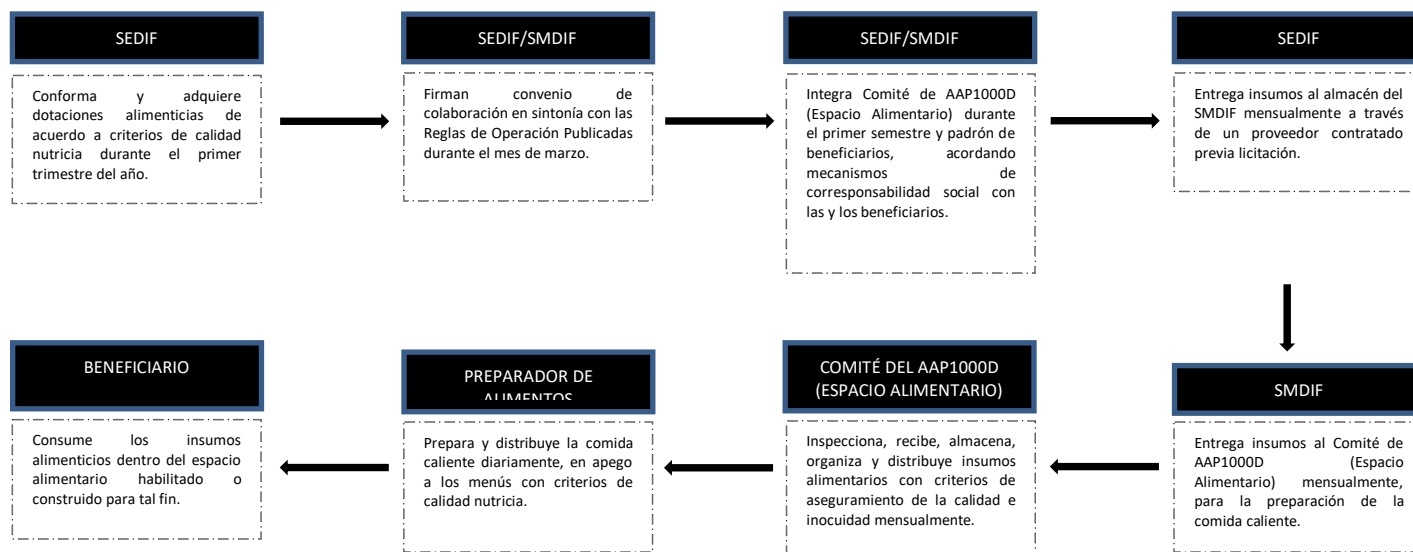 SEDIF
Conforma y adquiere
dotaciones alimenticias de
acuerdo a criterios de calidad
nutricia durante el primer
trimestre del año.
SEDIF/SMDIF
Firman convenio de
colaboración en sintonía con las
Reglas de Operación Publicadas
durante el mes de marzo.
SEDIF/SMDIF
Integra Comité de AAP1000D
(Espacio Alimentario) durante
el primer semestre y padrón de
beneficiarios, acordando
mecanismos de
corresponsabilidad social con
las y los beneficiarios.
SEDIF
Entrega insumos al almacén del
SMDIF mensualmente a través
de un proveedor contratado
previa licitación.
SMDIF
Entrega insumos al Comité de
AAP1000D (Espacio
Alimentario) mensualmente,
para la preparación de la
comida caliente.
COMITÉ DEL AAP1000D
(ESPACIO ALIMENTARIO)
Inspecciona, recibe, almacena,
organiza y distribuye insumos
alimentarios con criterios de
aseguramiento de la calidad e
inocuidad mensualmente.
PREPARADOR DE
ALIMENTOS
Prepara y distribuye la comida
caliente diariamente, en apego
a los menús con criterios de
calidad nutricia.
BENEFICIARIO
Consume los insumos
alimenticios dentro del espacio
alimentario habilitado o
construido para tal fin.